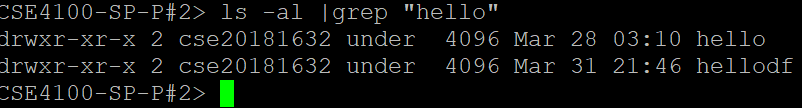 CSE4100-SP-P#2> ls -al |grep "hello"
drwxr-xr-x 2 cse20181632 under  4096 Mar 28 03:10 hello
drwxr-xr-x 2 cse20181632 under  4096 Mar 31 21:46 hellodf
CSE4100-SP-P#2>